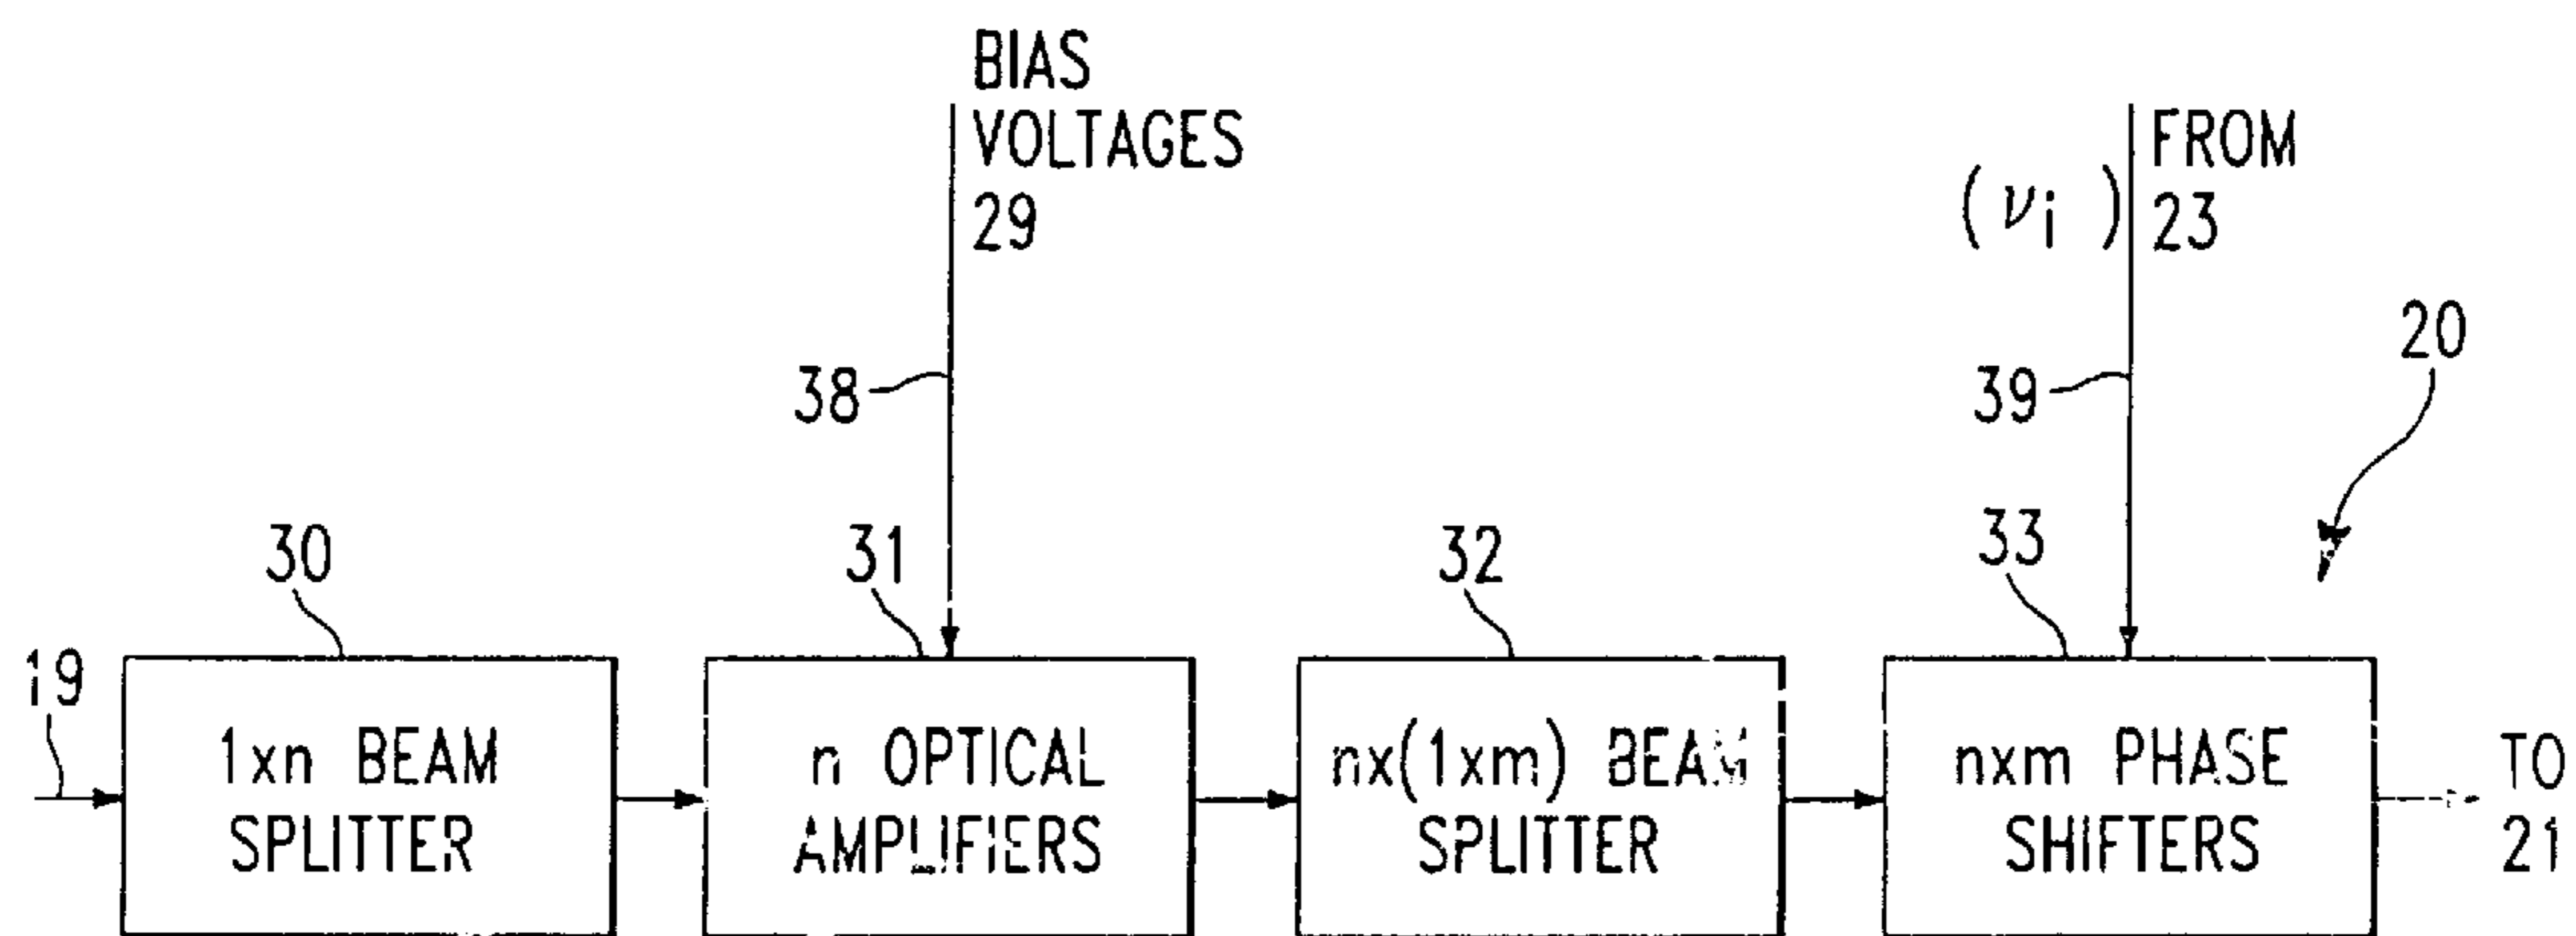 BIAS
VOLTAGES
29
FROM
(νi) 23
20
38
39
30
31
32
33
19
1xn BEAM
SPLITTER
n OPTICAL
AMPLIFIERS
nx(1xm) BEAM
SPLITTER
nxm PHASE
SHIFTERS
TO
21